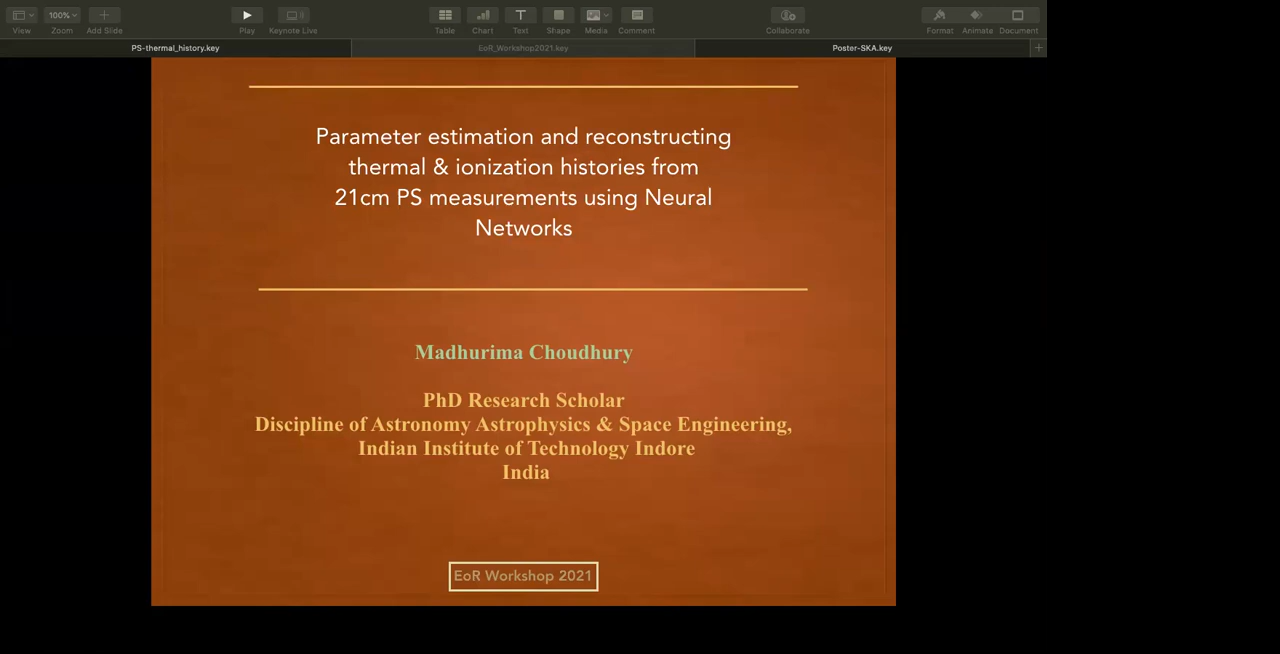 100%
View
Zoom
Add Slide
Play
Keynote Live
Table
Chart
Text
Shape
Media
Comment
Collaborate
Format
Animate
Document
PS-thermal_history.key
EoR_Workshop2021.key
Poster-SKA.key
Parameter estimation and reconstructing
thermal & ionization histories from
21cm PS measurements using Neural
Networks
Madhurima Choudhury
PhD Research Scholar
Discipline of Astronomy Astrophysics & Space Engineering,
Indian Institute of Technology Indore
India
EoR Workshop 2021